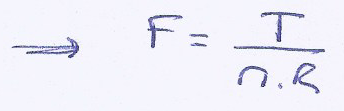 → F = T / n.R